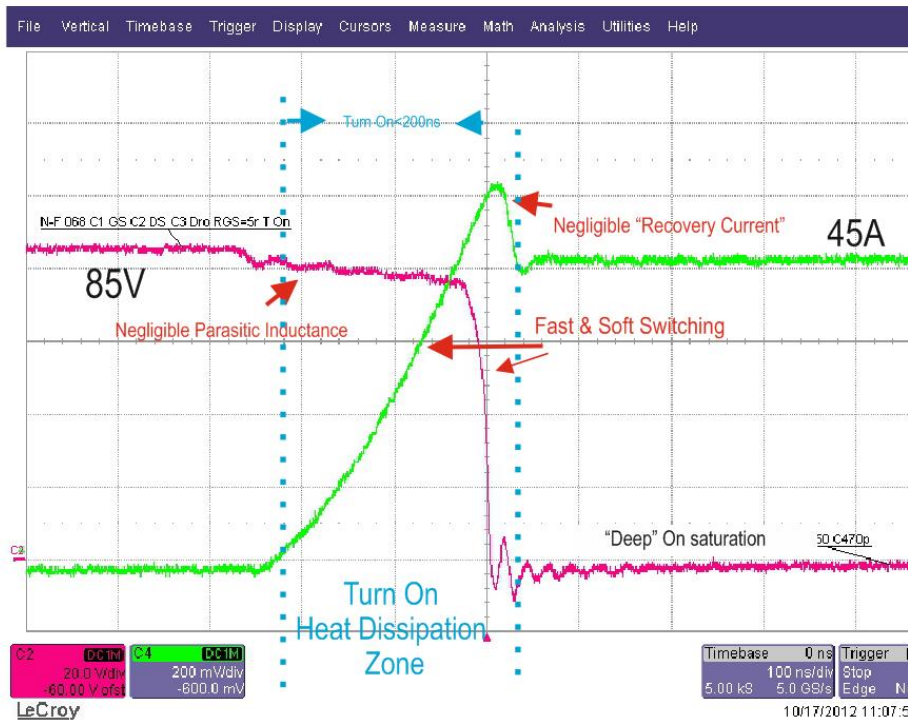 File Vertical Timebase Trigger Display Cursors Measure Math Analysis Utilities Help
Turn On<200ns
N-F 068 C1 GS C2 DS C3 Dro RGS=5r T On
Negligible “Recovery Current”
45A
85V
Negligible Parasitic Inductance
Fast & Soft Switching
“Deep” On saturation
50 C470p
C2
Turn On
Heat Dissipation
Zone
C2 DC1M
20.0 V/div
-60.00 V ofst
C4 DC1M
200 mV/div
-600.0 mV
Timebase 0 ns
100 ns/div
5.00 kS 5.0 GS/s
Trigger
Stop
Edge N
LeCroy
10/17/2012 11:07:5